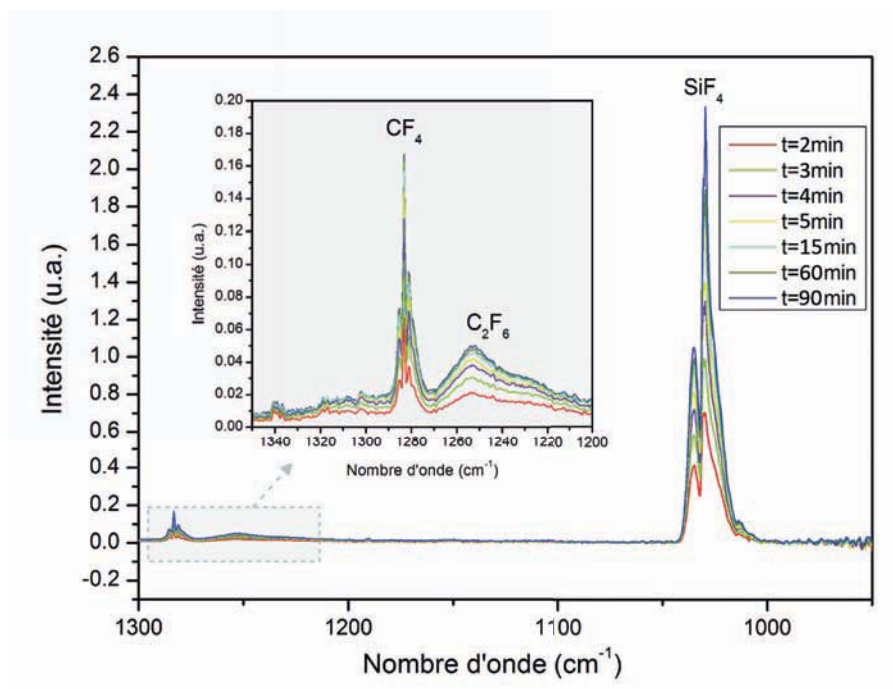 2.6
2.4
2.2
2.0
1.8
1.6
1.4
1.2
1.0
0.8
0.6
0.4
0.2
0.0
-0.2
Intensité (u.a.)
1300
1200
1100
1000
Nombre d'onde (cm⁻¹)
SiF₄
t=2min
t=3min
t=4min
t=5min
t=15min
t=60min
t=90min
0.20
0.18
0.16
0.14
0.12
0.10
0.08
0.06
0.04
0.02
0.00
Intensité (u.a.)
CF₄
C₂F₆
1340
1320
1300
1280
1260
1240
1220
1200
Nombre d'onde (cm⁻¹)